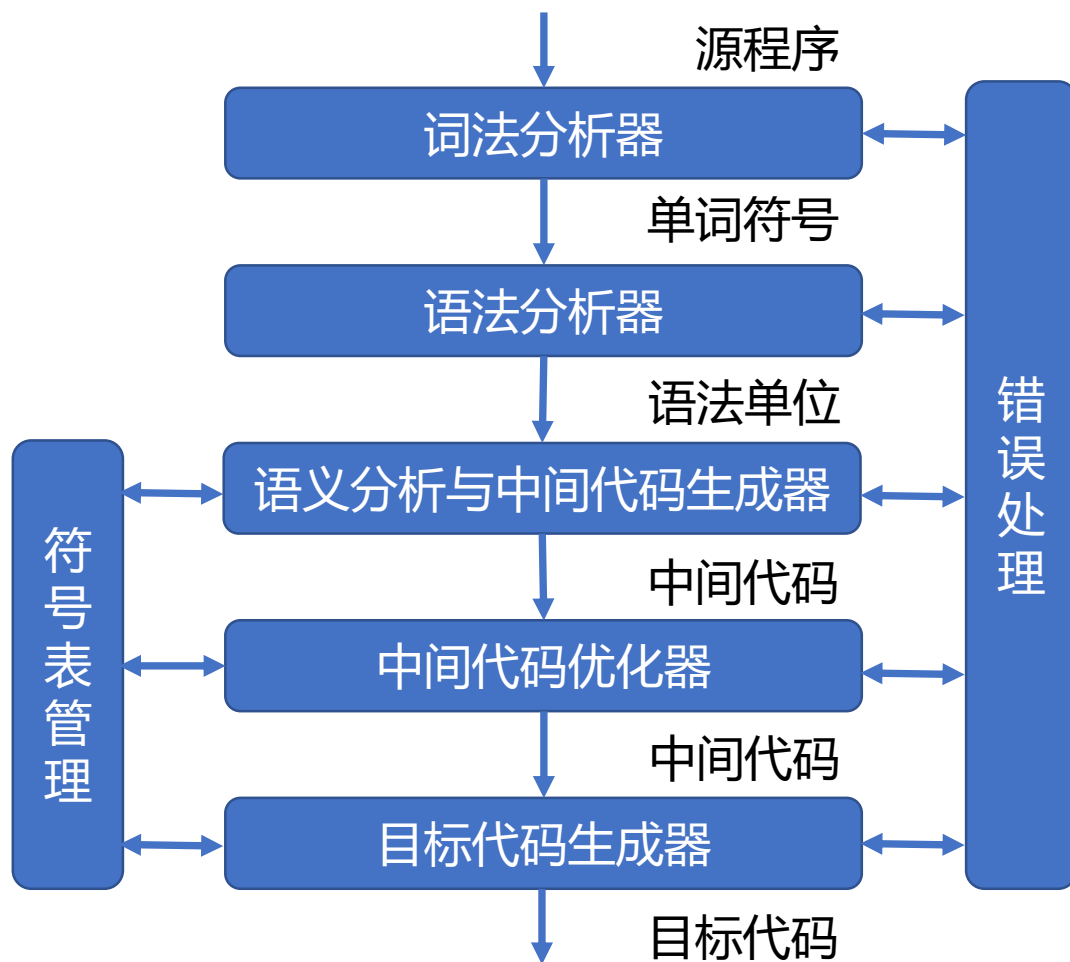 源程序
词法分析器
单词符号
语法分析器
语法单位
语义分析与中间代码生成器
中间代码
中间代码优化器
中间代码
目标代码生成器
目标代码
符号表管理
错误处理